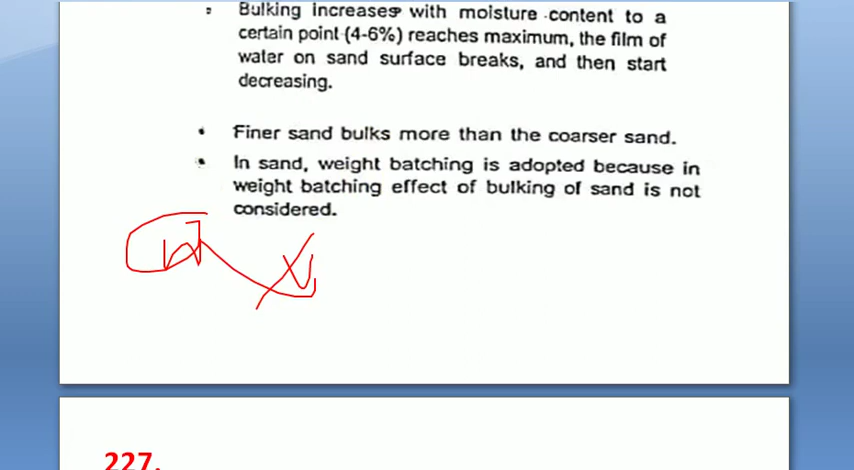 Bulking increases with moisture content to a
certain point (4-6%) reaches maximum, the film of
water on sand surface breaks, and then start
decreasing.
• Finer sand bulks more than the coarser sand.
• In sand, weight batching is adopted because in
weight batching effect of bulking of sand is not
considered.
227.